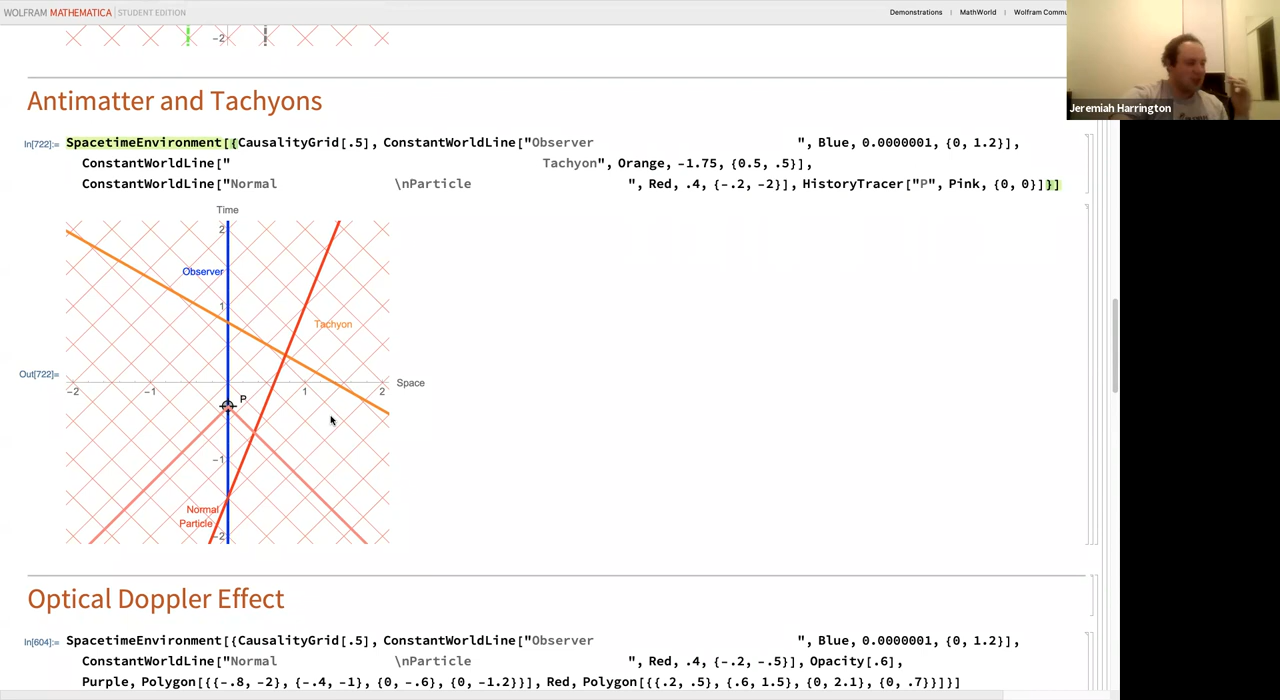 WOLFRAM MATHEMATICA | STUDENT EDITION
Demonstrations | MathWorld | Wolfram Commu
-2
Jeremiah Harrington
Antimatter and Tachyons
In[722]:= SpacetimeEnvironment[{CausalityGrid[.5], ConstantWorldLine["Observer ", Blue, 0.0000001, {0, 1.2}],
ConstantWorldLine[" Tachyon", Orange, -1.75, {0.5, .5}],
ConstantWorldLine["Normal \nParticle ", Red, .4, {-.2, -2}], HistoryTracer["P", Pink, {0, 0}]}]
Time
2
Observer
1
Tachyon
Out[722]=
Space
-2 -1 1 2
P
-1
Normal
Particle
-2
Optical Doppler Effect
In[604]:= SpacetimeEnvironment[{CausalityGrid[.5], ConstantWorldLine["Observer ", Blue, 0.0000001, {0, 1.2}],
ConstantWorldLine["Normal \nParticle ", Red, .4, {-.2, -.5}], Opacity[.6],
Purple, Polygon[{{-.8, -2}, {-.4, -1}, {0, -.6}, {0, -1.2}}], Red, Polygon[{{.2, .5}, {.6, 1.5}, {0, 2.1}, {0, .7}}]}]